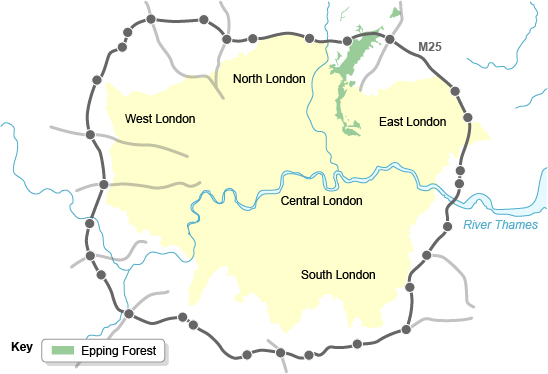 M25
North London
West London
East London
Central London
River Thames
South London
Key
Epping Forest